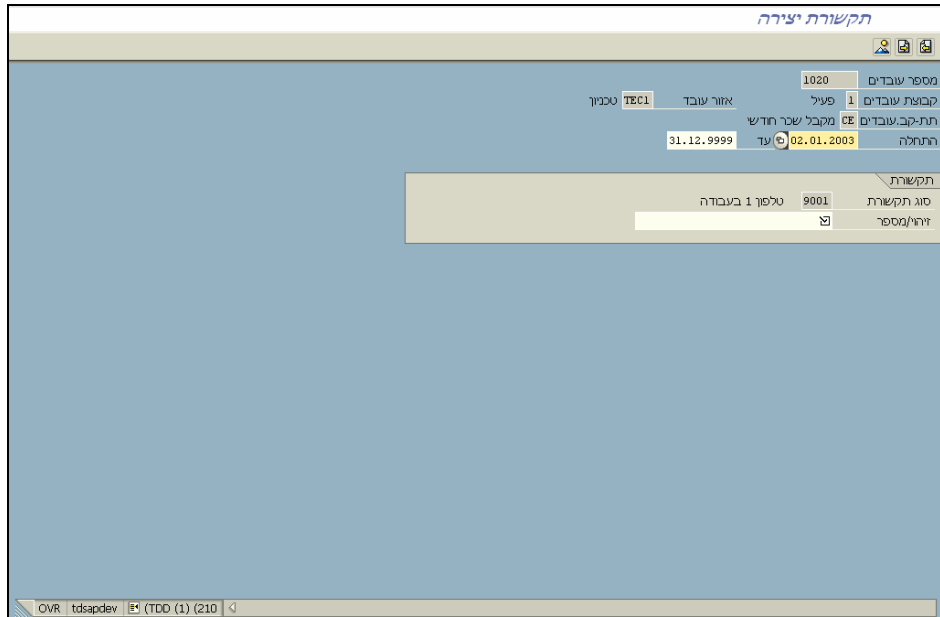 תקשורת יצירה
מספר עובדים 1020
קבוצת עובדים 1 פעיל אזור עובד TEC1 טכניון
תת-קב.עובדים CE מקבל שכר חודשי
התחלה 02.01.2003 עד 31.12.9999
תקשורת
סוג תקשורת 9001 טלפון 1 בעבודה
זיהוי/מספר
OVR tdsapdev (TDD (1) (210